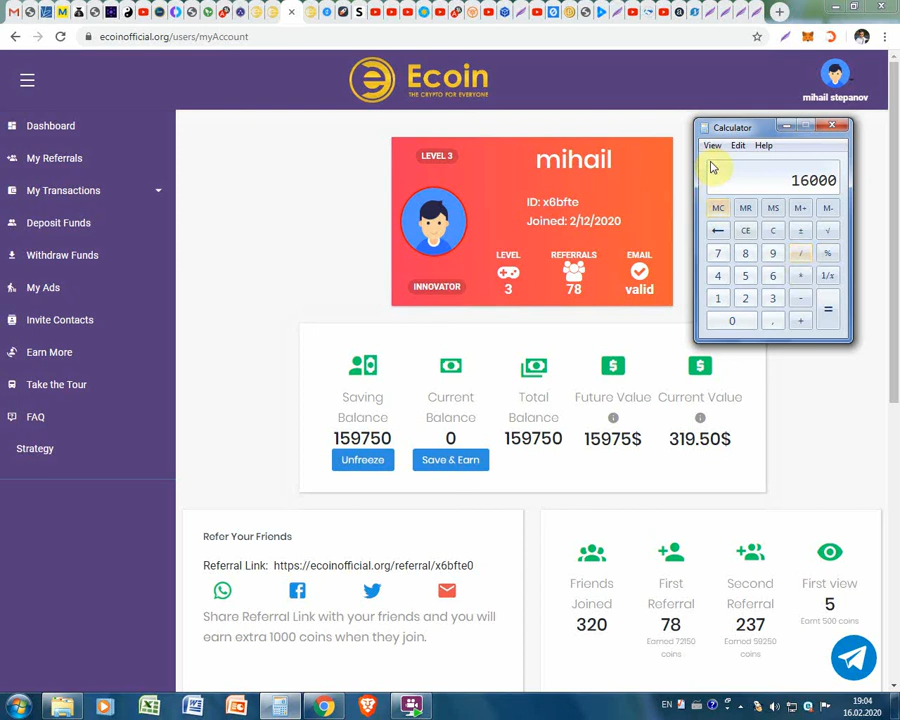 ecoinofficial.org/users/myAccount
Ecoin
THE CRYPTO FOR EVERYONE
mihail stepanov
Dashboard
My Referrals
My Transactions
Deposit Funds
Withdraw Funds
My Ads
Invite Contacts
Earn More
Take the Tour
FAQ
Strategy
LEVEL 3
mihail
ID: x6bfte
Joined: 2/12/2020
LEVEL
3
REFERRALS
78
EMAIL
valid
INNOVATOR
Calculator
View Edit Help
16000
MC MR MS M+ M-
← CE C ± √
7 8 9 / %
4 5 6 * 1/x
1 2 3 - =
0 , +
Saving Balance
159750
Unfreeze
Current Balance
0
Save & Earn
Total Balance
159750
Future Value
15975$
Current Value
319.50$
Refer Your Friends
Referral Link: https://ecoinofficial.org/referral/x6bfte0
Share Referral Link with your friends and you will
earn extra 1000 coins when they join.
Friends Joined
320
First Referral
78
Earned 72150 coins
Second Referral
237
Earned 59250 coins
First view
5
Earnt 500 coins
EN
19:04
16.02.2020